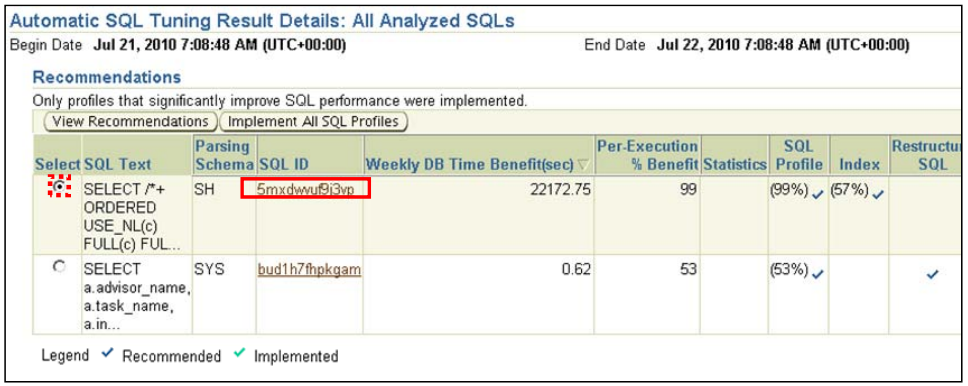 Automatic SQL Tuning Result Details: All Analyzed SQLs
Begin Date Jul 21, 2010 7:08:48 AM (UTC+00:00) End Date Jul 22, 2010 7:08:48 AM (UTC+00:00)
Recommendations
Only profiles that significantly improve SQL performance were implemented.
View Recommendations Implement All SQL Profiles
Parsing Per-Execution SQL Restructu
Select SQL Text Schema SQL ID Weekly DB Time Benefit(sec) % Benefit Statistics Profile Index SQL
SELECT /*+ SH 5mxdwvuf9j3vp 22172.75 99 (99%) (57%)
ORDERED
USE_NL(c)
FULL(c) FUL...
SELECT SYS bud1h7fhpkgam 0.62 53 (53%)
a.advisor_name,
a.task_name,
a.in...
Legend Recommended Implemented